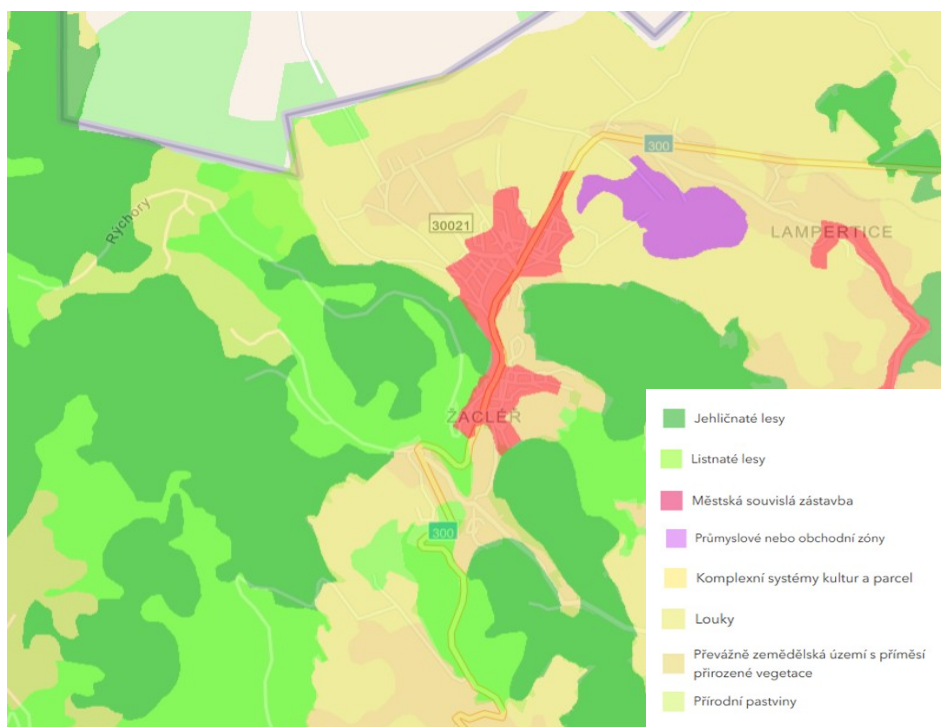 300
Rýchory
30021
LAMPERTICE
ŽACLÉŘ
300
Jehličnaté lesy
Listnaté lesy
Městská souvislá zástavba
Průmyslové nebo obchodní zóny
Komplexní systémy kultur a parcel
Louky
Převážně zemědělská území s příměsí
přirozené vegetace
Přírodní pastviny